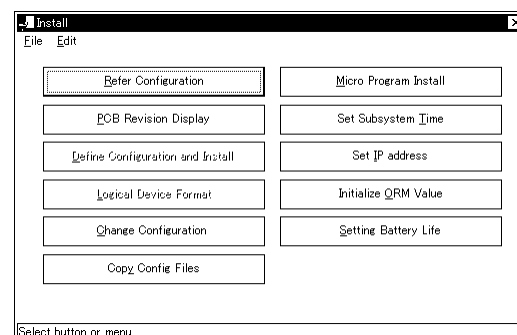 Install
File Edit
Refer Configuration
PCB Revision Display
Define Configuration and Install
Logical Device Format
Change Configuration
Copy Config Files
Micro Program Install
Set Subsystem Time
Set IP address
Initialize ORM Value
Setting Battery Life
Select button or menu